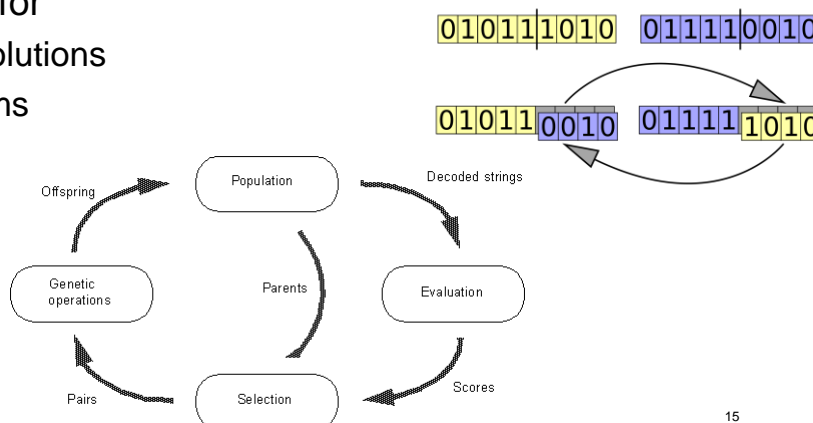 for
olutions
ms
010111010 011110010
01011 0010 01111 1010
Offspring
Population
Decoded strings
Genetic
operations
Parents
Evaluation
Pairs
Selection
Scores
15